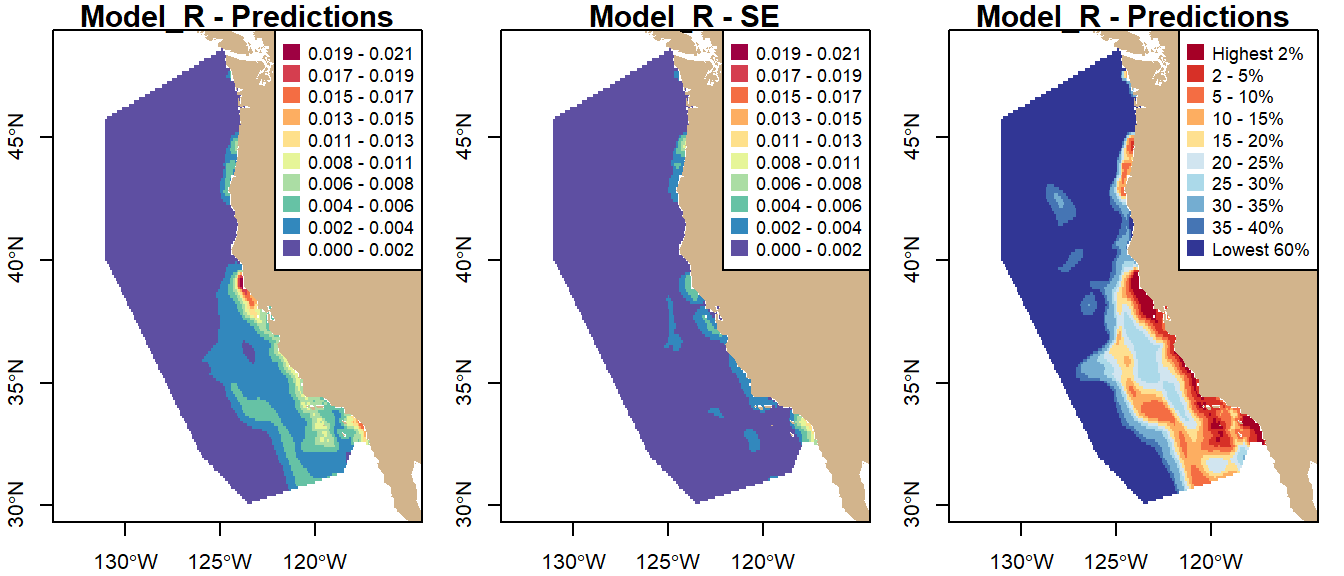 Model_R - Predictions
0.019 - 0.021
0.017 - 0.019
0.015 - 0.017
0.013 - 0.015
0.011 - 0.013
0.008 - 0.011
0.006 - 0.008
0.004 - 0.006
0.002 - 0.004
0.000 - 0.002
45°N
40°N
35°N
30°N
130°W 125°W 120°W
Model_R - SE
0.019 - 0.021
0.017 - 0.019
0.015 - 0.017
0.013 - 0.015
0.011 - 0.013
0.008 - 0.011
0.006 - 0.008
0.004 - 0.006
0.002 - 0.004
0.000 - 0.002
45°N
40°N
35°N
30°N
130°W 125°W 120°W
Model_R - Predictions
Highest 2%
2 - 5%
5 - 10%
10 - 15%
15 - 20%
20 - 25%
25 - 30%
30 - 35%
35 - 40%
Lowest 60%
45°N
40°N
35°N
30°N
130°W 125°W 120°W